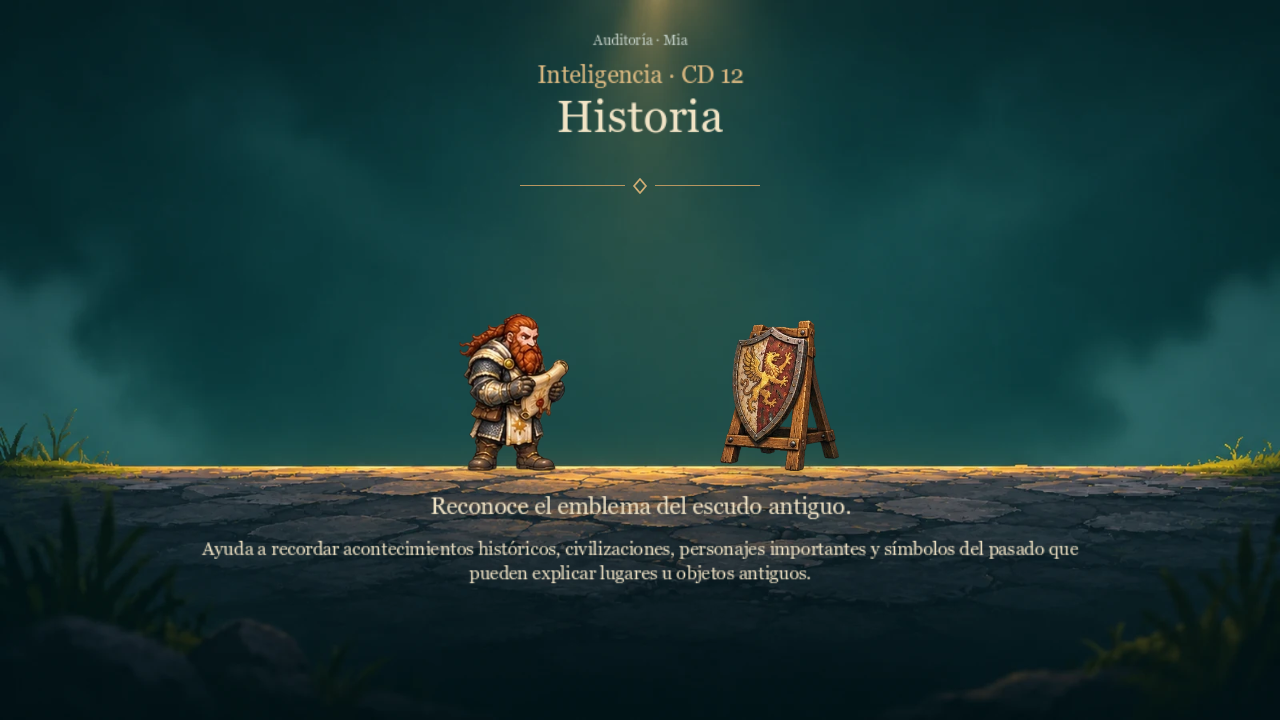 Auditoría · Mia
Inteligencia · CD 12
Historia
Reconoce el emblema del escudo antiguo.
Ayuda a recordar acontecimientos históricos, civilizaciones, personajes importantes y símbolos del pasado que
pueden explicar lugares u objetos antiguos.